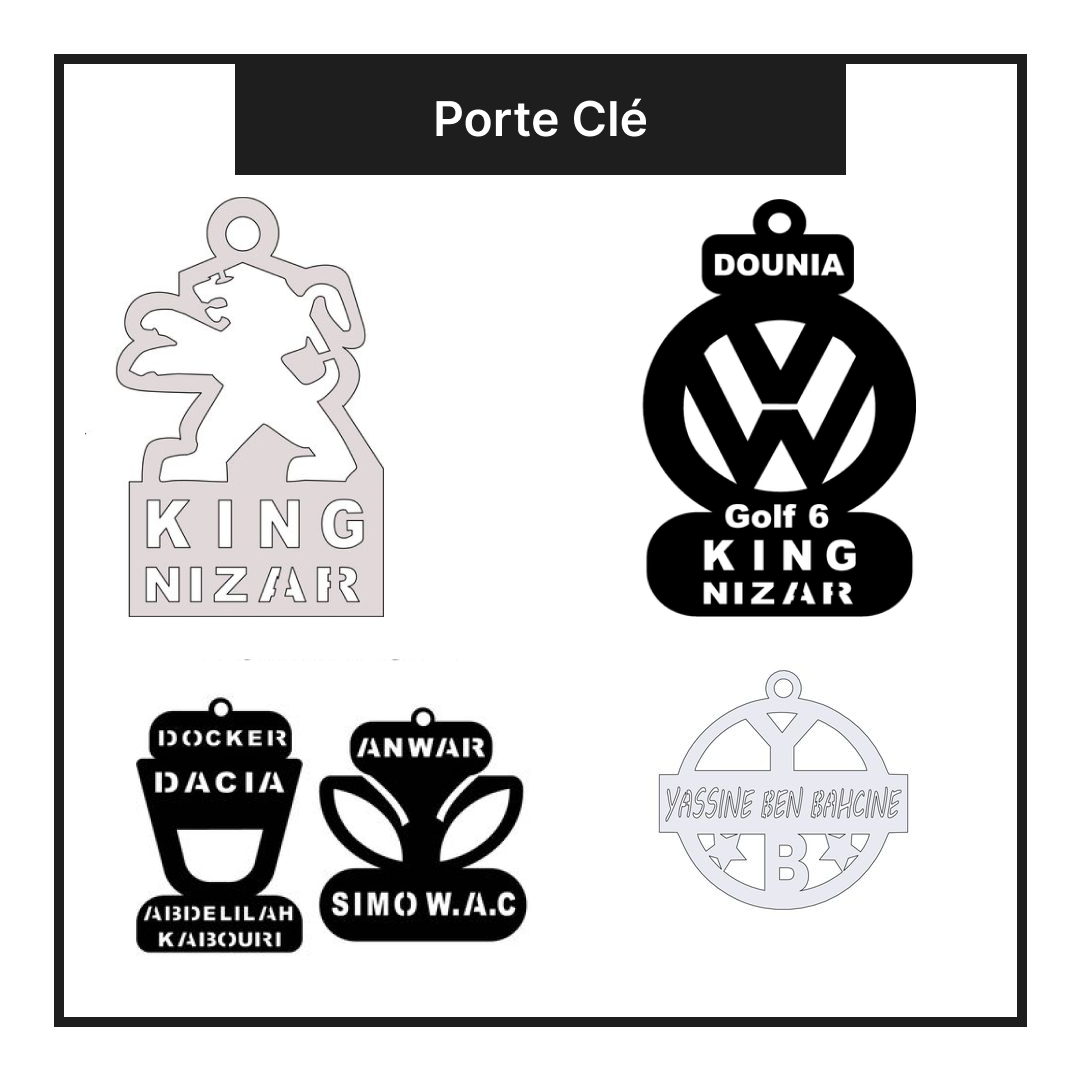 Porte Clé
KING
NIZAR
DOUNIA
Golf 6
KING
NIZAR
DOCKER
DACIA
ABDELILAH
KABOURI
ANWAR
SIMO W.A.C
Y
YASSINE BEN BAHCINE
B